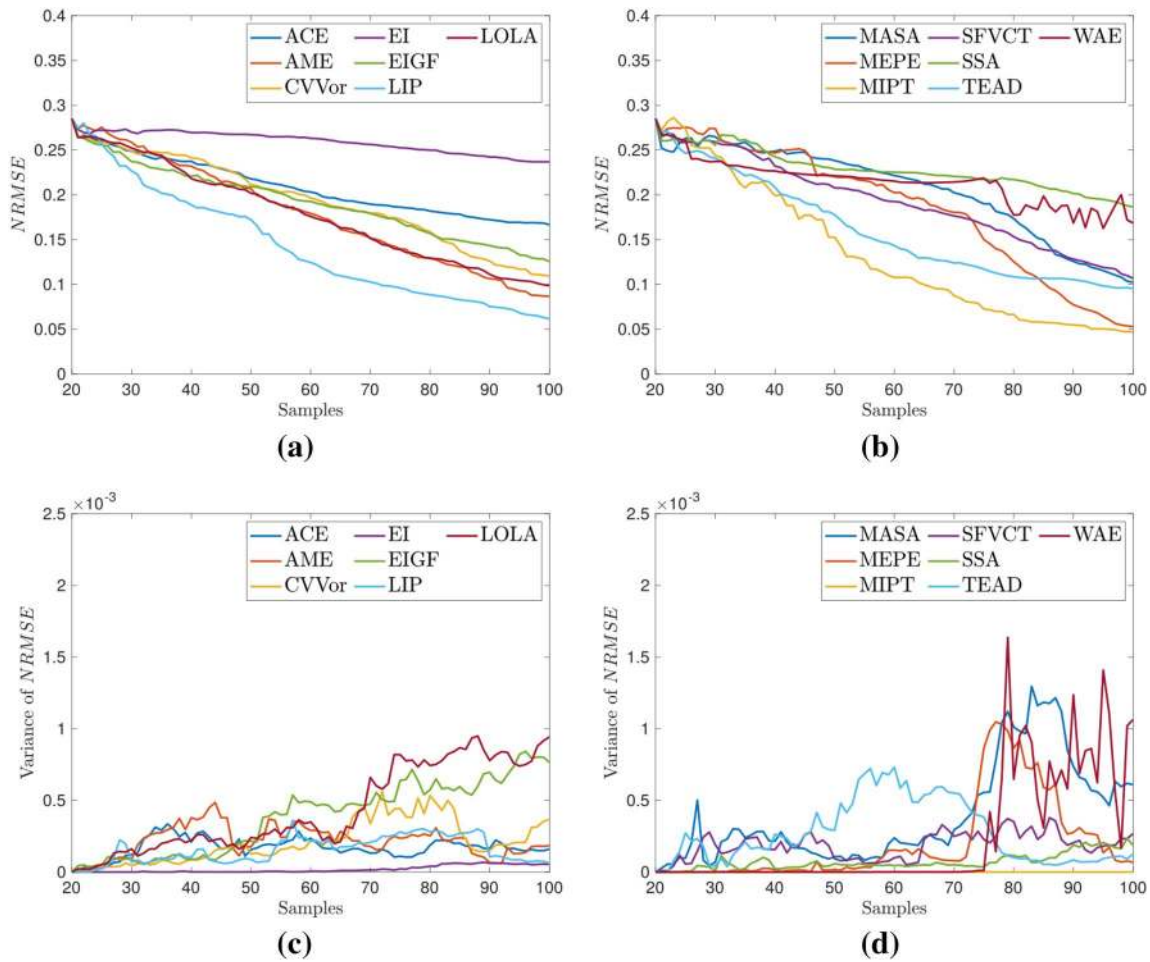 0.4
0.35
0.3
0.25
0.2
0.15
0.1
0.05
0
NRMSE
ACE EI LOLA
AME EIGF
CVVor LIP
20 30 40 50 60 70 80 90 100
Samples
(a)
0.4
0.35
0.3
0.25
0.2
0.15
0.1
0.05
0
NRMSE
MASA SFVCT WAE
MEPE SSA
MIPT TEAD
20 30 40 50 60 70 80 90 100
Samples
(b)
×10⁻³
2.5
2
1.5
1
0.5
0
Variance of NRMSE
ACE EI LOLA
AME EIGF
CVVor LIP
20 30 40 50 60 70 80 90 100
Samples
(c)
×10⁻³
2.5
2
1.5
1
0.5
0
Variance of NRMSE
MASA SFVCT WAE
MEPE SSA
MIPT TEAD
20 30 40 50 60 70 80 90 100
Samples
(d)